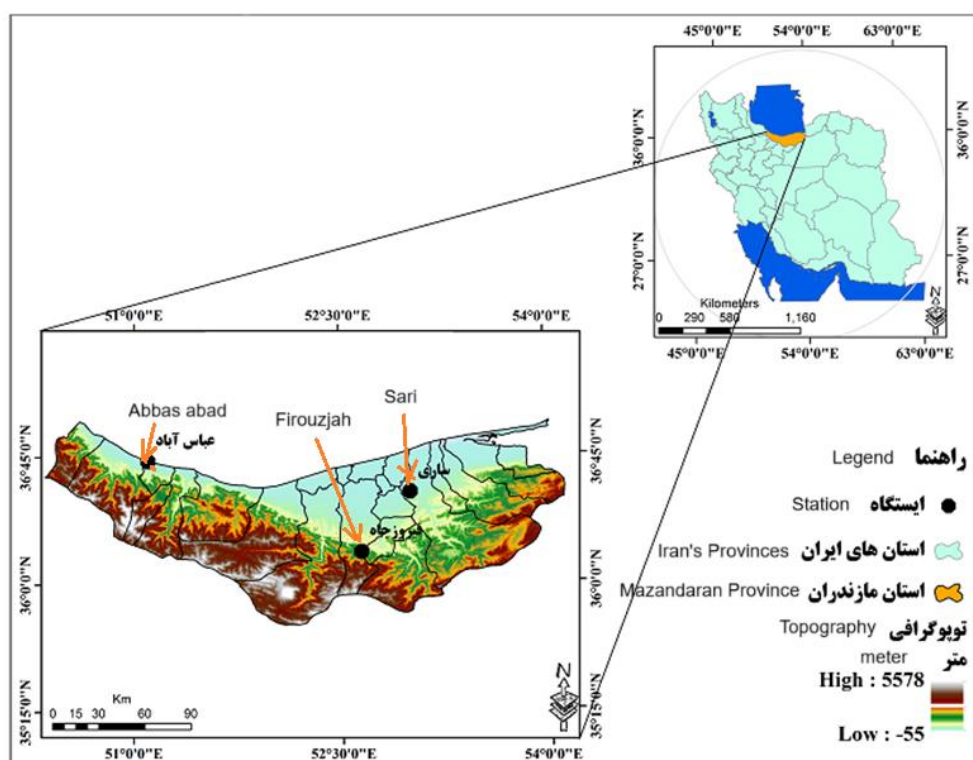 45°0'0"E 54°0'0"E 63°0'0"E
36°0'0"N
36°0'0"N
27°0'0"N
27°0'0"N
N
Kilometers
0 290 580 1,160
45°0'0"E 54°0'0"E 63°0'0"E
51°0'0"E 52°30'0"E 54°0'0"E
Abbas abad
عباس آباد
Firouzjah
فیروزجاه
Sari
ساری
36°45'0"N
36°45'0"N
36°0'0"N
36°0'0"N
35°15'0"N
35°15'0"N
Km
0 15 30 60 90
N
51°0'0"E 52°30'0"E 54°0'0"E
Legend راهنما
Station ایستگاه
Iran's Provinces استان های ایران
Mazandaran Province استان مازندران
Topography توپوگرافی
meter متر
High : 5578
Low : -55